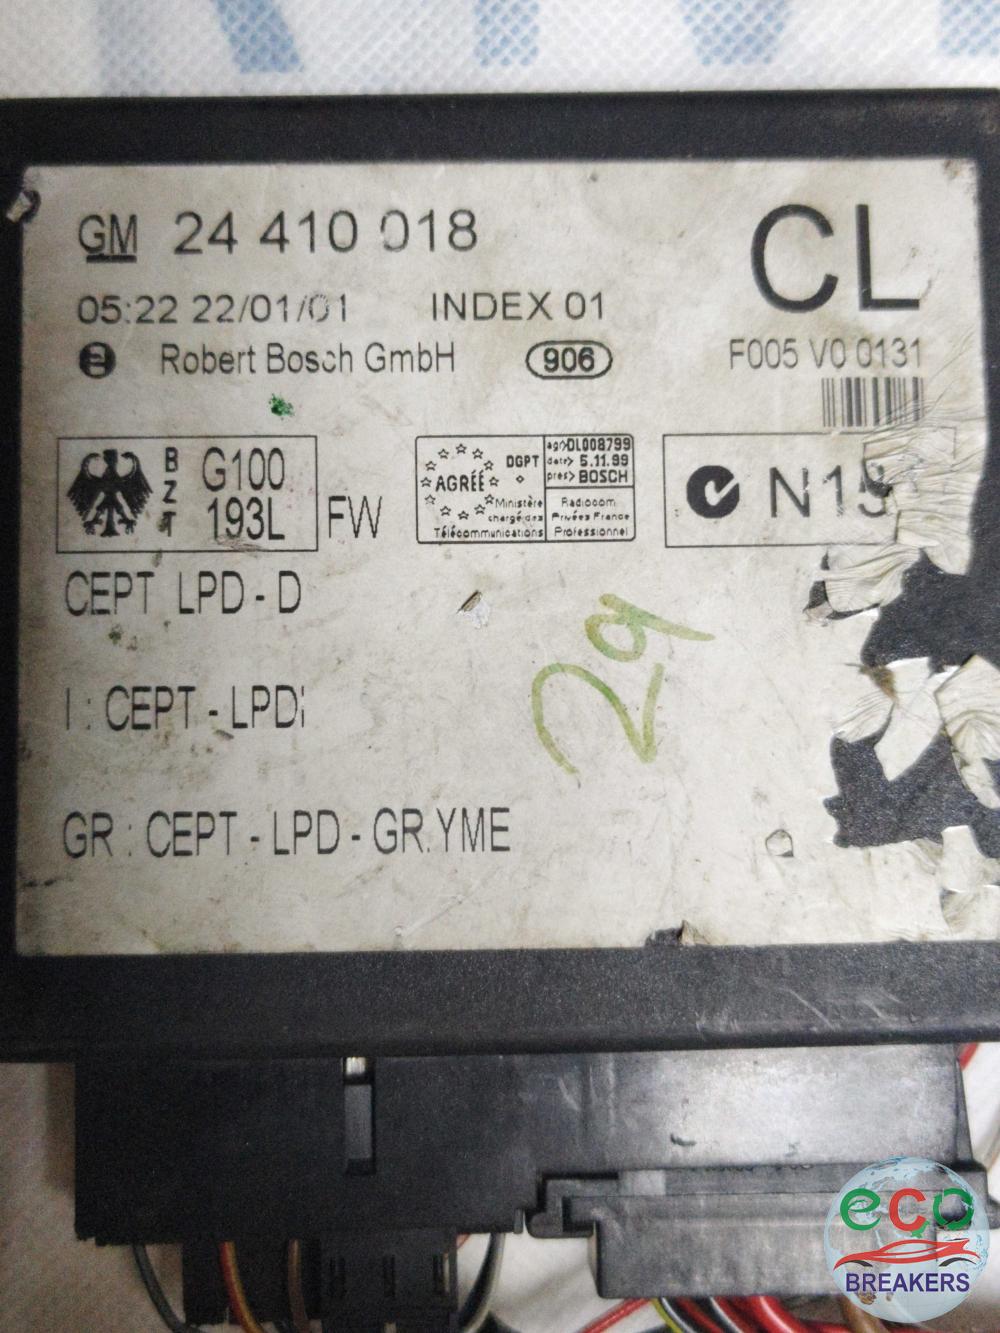 GM 24 410 018
CL
05:22 22/01/01 INDEX 01
Robert Bosch GmbH 906 F005 V0 0131
BZT G100 193L FW
AGRÉÉ DGPT
Ministère chargé des Télécommunications
agr> DL008799
date> 5.11.99
pres> BOSCH
Radiocom.
Privées France
Professionnel
CEPT LPD - D
I : CEPT - LPDi
29
GR : CEPT - LPD - GR.YME
eco
BREAKERS